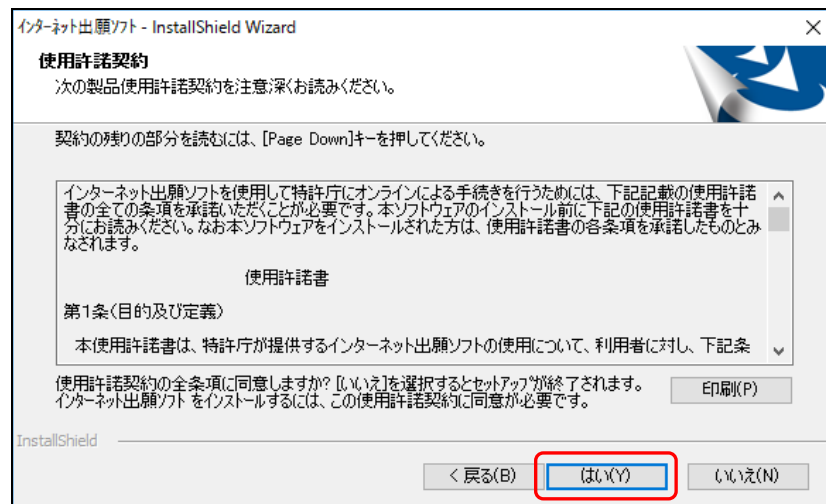 インターネット出願ソフト - InstallShield Wizard
使用許諾契約
次の製品使用許諾契約を注意深くお読みください。
契約の残りの部分を読むには、[Page Down]キーを押してください。
インターネット出願ソフトを使用して特許庁にオンラインによる手続きを行うためには、下記記載の使用許諾
書の全ての条項を承諾いただくことが必要です。本ソフトウェアのインストール前に下記の使用許諾書を十
分にお読みください。なお本ソフトウェアをインストールされた方は、使用許諾書の各条項を承諾したものとみ
なされます。
使用許諾書
第1条(目的及び定義)
本使用許諾書は、特許庁が提供するインターネット出願ソフトの使用について、利用者に対し、下記条
使用許諾契約の全条項に同意しますか? [いいえ]を選択するとセットアップが終了されます。
インターネット出願ソフト をインストールするには、この使用許諾契約に同意が必要です。
印刷(P)
InstallShield
< 戻る(B)
はい(Y)
いいえ(N)